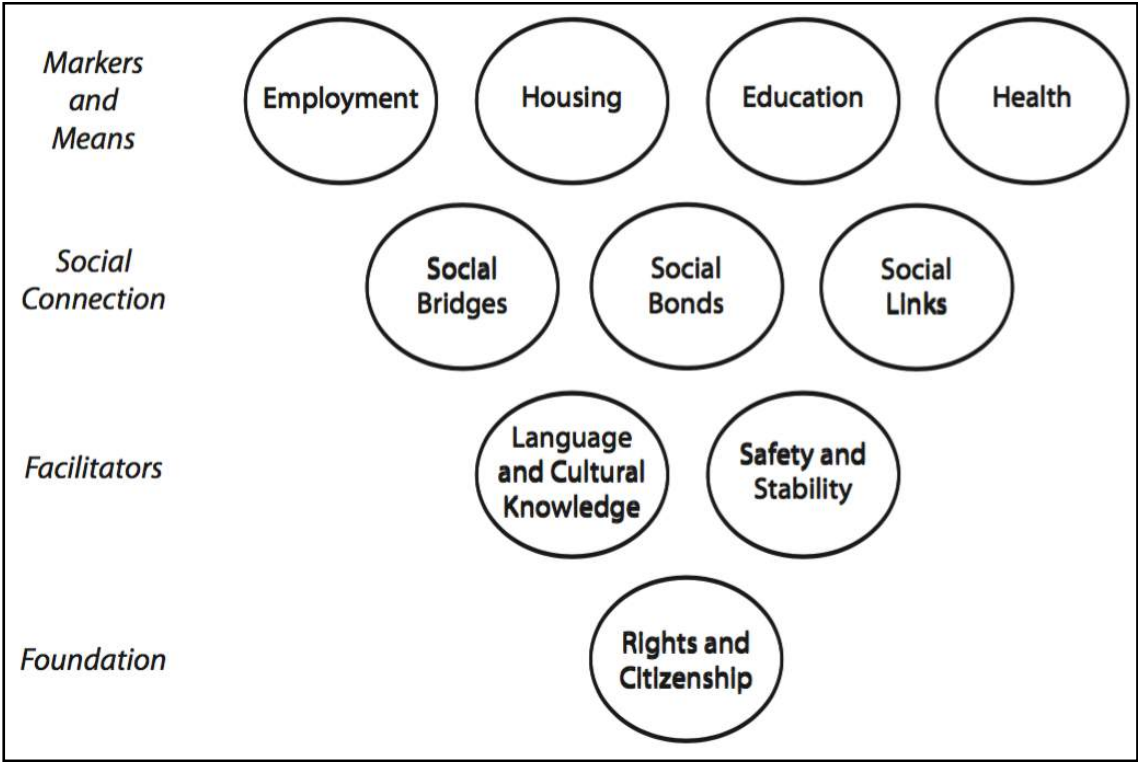 Markers
and
Means
Employment
Housing
Education
Health
Social
Connection
Social
Bridges
Social
Bonds
Social
Links
Facilitators
Language
and Cultural
Knowledge
Safety and
Stability
Foundation
Rights and
Citizenship